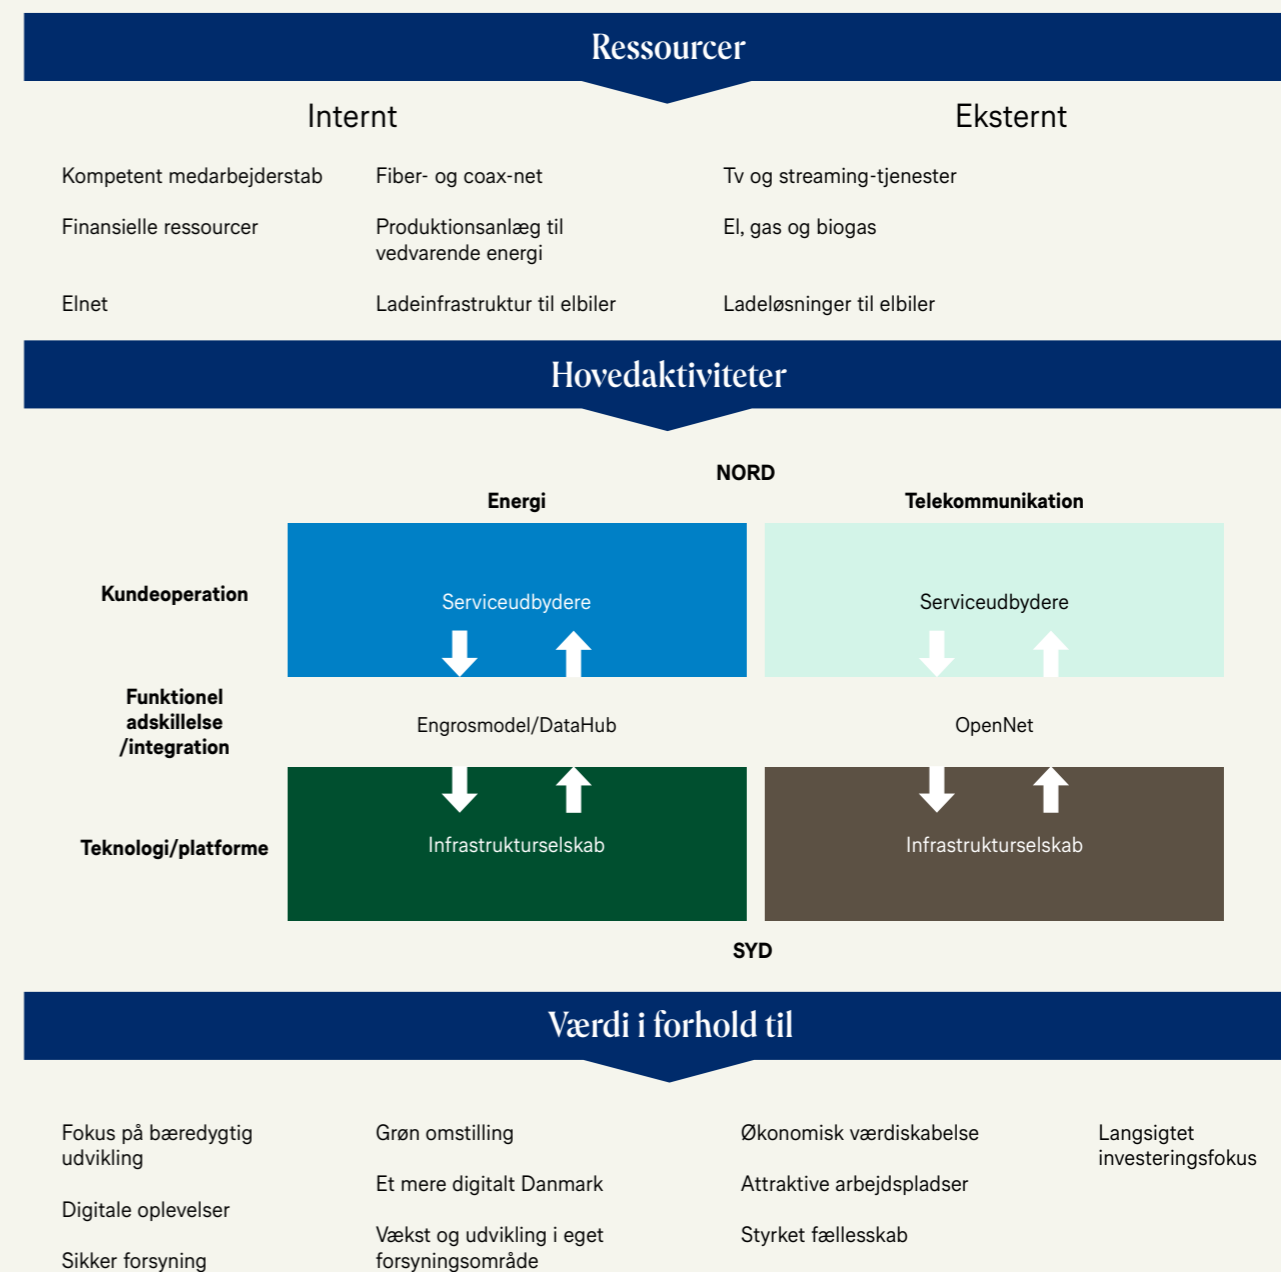 Ressourcer
Internt
Eksternt
Kompetent medarbejderstab
Fiber- og coax-net
Tv og streaming-tjenester
Finansielle ressourcer
Produktionsanlæg til
vedvarende energi
El, gas og biogas
Elnet
Ladeinfrastruktur til elbiler
Ladeløsninger til elbiler
Hovedaktiviteter
NORD
Energi
Telekommunikation
Kundeoperation
Serviceudbydere
Serviceudbydere
Funktionel
adskillelse
/integration
Engrosmodel/DataHub
OpenNet
Teknologi/platforme
Infrastrukturselskab
Infrastrukturselskab
SYD
Værdi i forhold til
Fokus på bæredygtig
udvikling
Digitale oplevelser
Sikker forsyning
Grøn omstilling
Et mere digitalt Danmark
Vækst og udvikling i eget
forsyningsområde
Økonomisk værdiskabelse
Attraktive arbejdspladser
Styrket fællesskab
Langsigtet
investeringsfokus